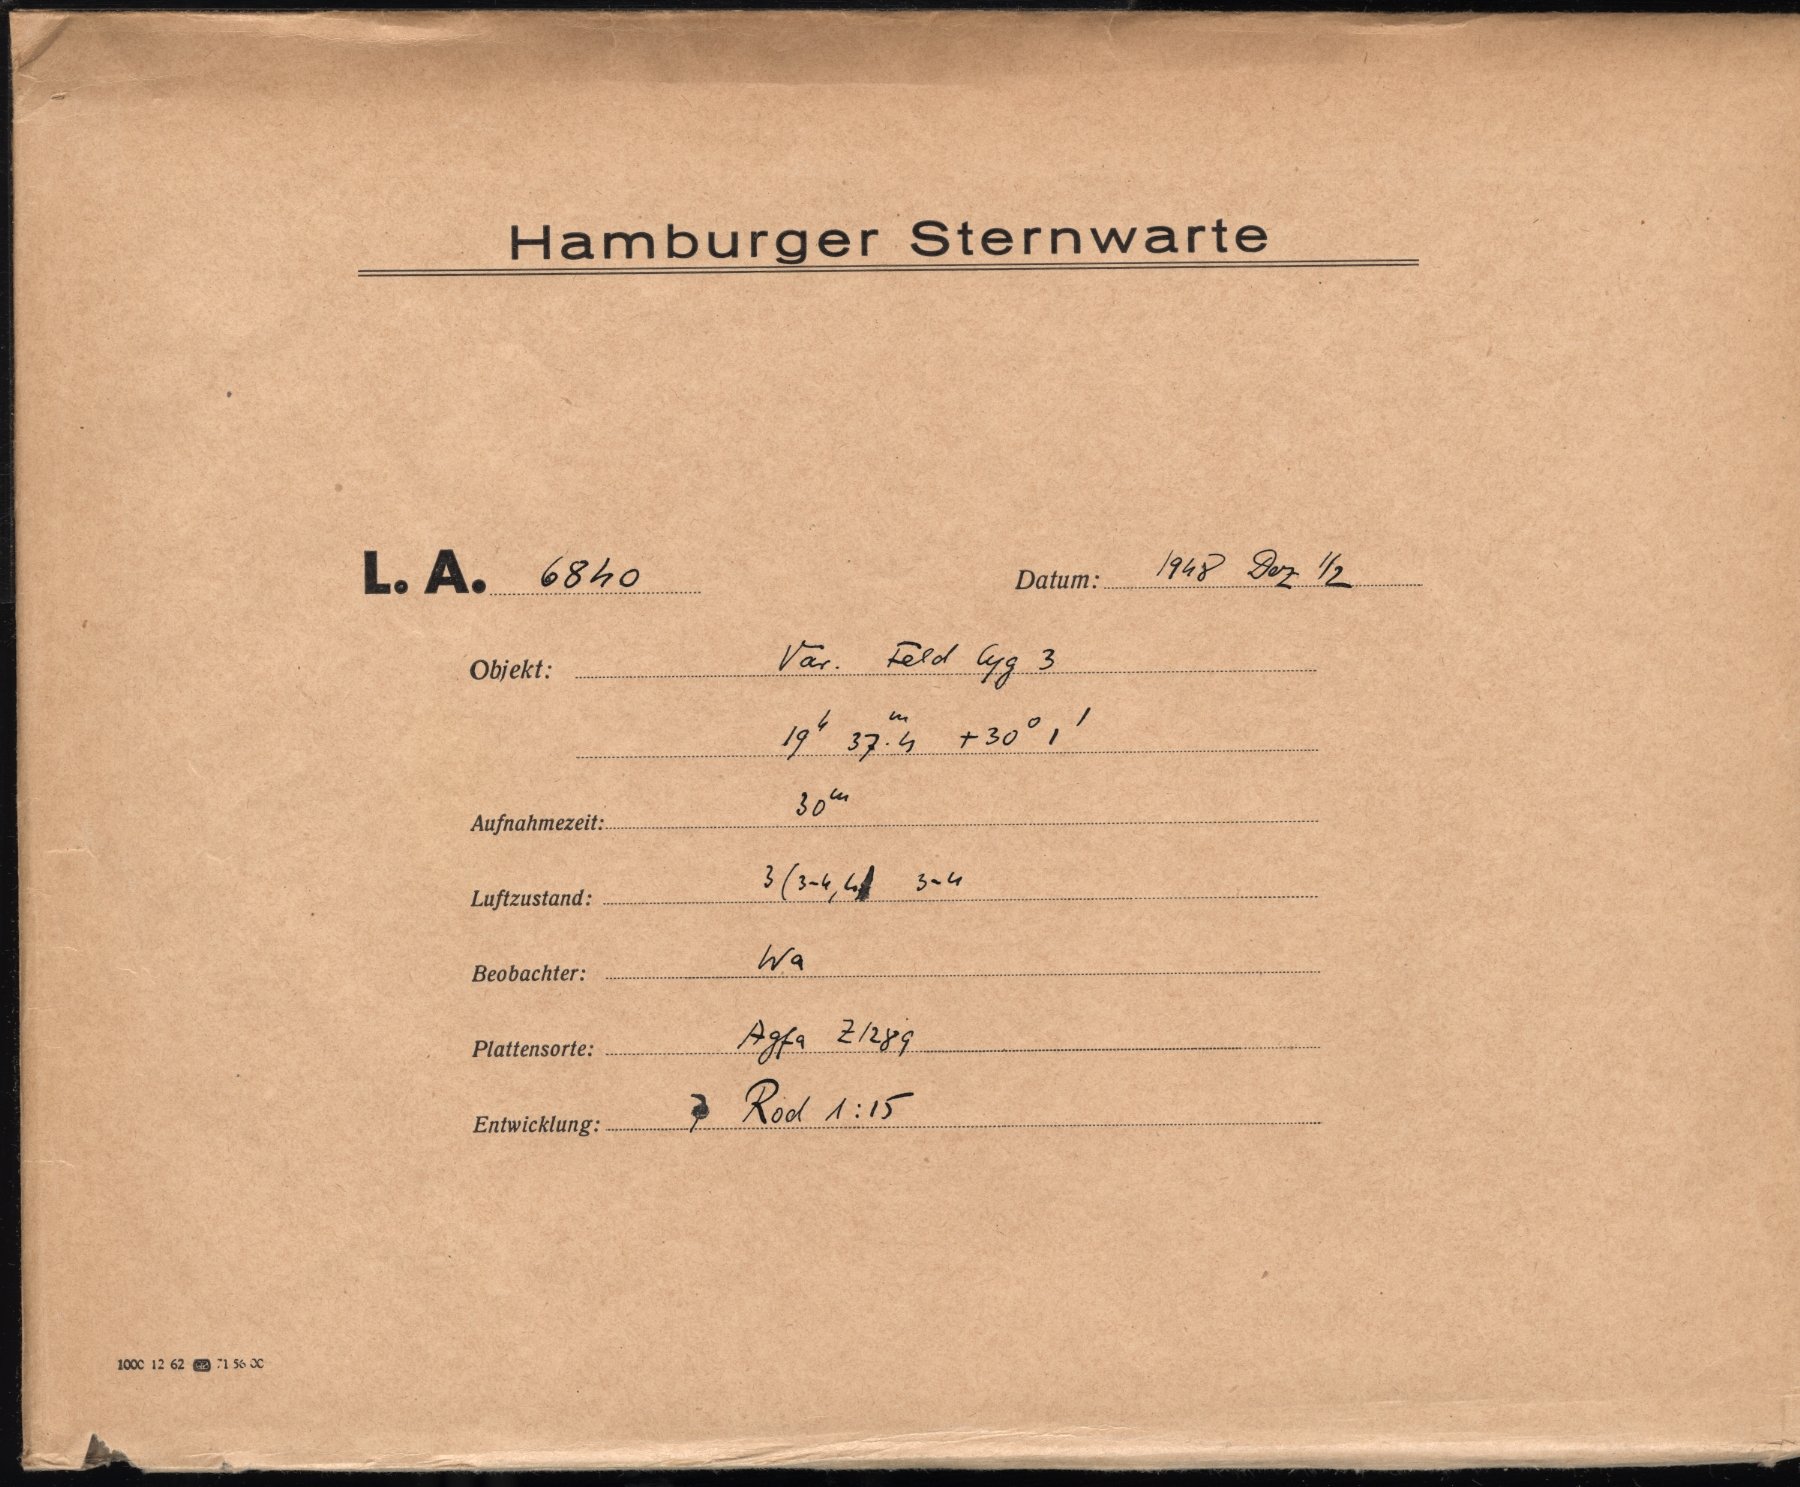 Hamburger Sternwarte
L. A. 6840 Datum: 1948 Dez 1/2
Objekt: Var. Feld Cyg 3
19ʰ 37.4ᵐ +30° 1'
Aufnahmezeit: 30ᵐ
Luftzustand: 3 (3-4, 4) 3-4
Beobachter: Wa
Plattensorte: Agfa Z1289
Entwicklung: Rod 1:15
1000 12 62 71 56 00